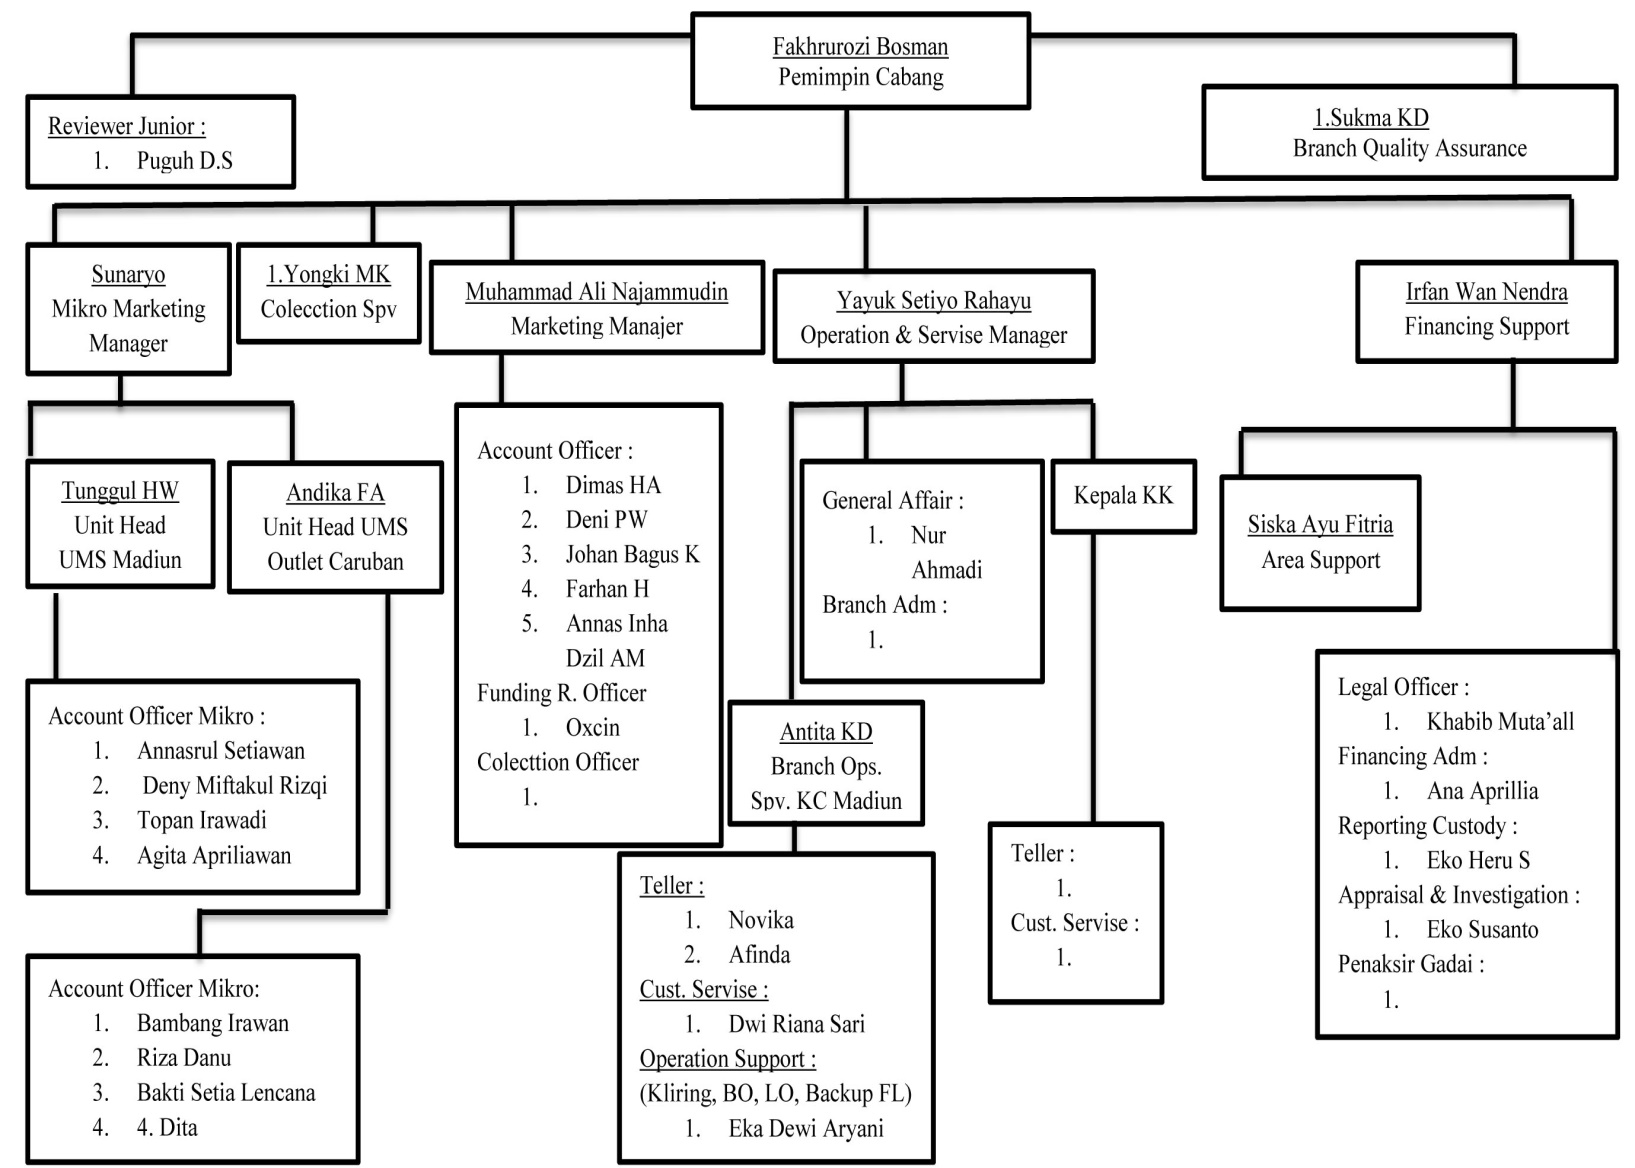 Fakhrurozi Bosman
Pemimpin Cabang
Reviewer Junior :
1. Puguh D.S
1.Sukma KD
Branch Quality Assurance
Sunaryo
Mikro Marketing
Manager
1.Yongki MK
Colecction Spv
Muhammad Ali Najammudin
Marketing Manajer
Yayuk Setiyo Rahayu
Operation & Servise Manager
Irfan Wan Nendra
Financing Support
Tunggul HW
Unit Head
UMS Madiun
Andika FA
Unit Head UMS
Outlet Caruban
Account Officer :
1. Dimas HA
2. Deni PW
3. Johan Bagus K
4. Farhan H
5. Annas Inha
Dzil AM
Funding R. Officer
1. Oxcin
Colecttion Officer
1.
General Affair :
1. Nur
Ahmadi
Branch Adm :
1.
Kepala KK
Siska Ayu Fitria
Area Support
Account Officer Mikro :
1. Annasrul Setiawan
2. Deny Miftakul Rizqi
3. Topan Irawadi
4. Agita Apriliawan
Antita KD
Branch Ops.
Spv. KC Madiun
Legal Officer :
1. Khabib Muta’all
Financing Adm :
1. Ana Aprillia
Reporting Custody :
1. Eko Heru S
Appraisal & Investigation :
1. Eko Susanto
Penaksir Gadai :
1.
Teller :
1.
Cust. Servise :
1.
Teller :
1. Novika
2. Afinda
Cust. Servise :
1. Dwi Riana Sari
Operation Support :
(Kliring, BO, LO, Backup FL)
1. Eka Dewi Aryani
Account Officer Mikro:
1. Bambang Irawan
2. Riza Danu
3. Bakti Setia Lencana
4. 4. Dita